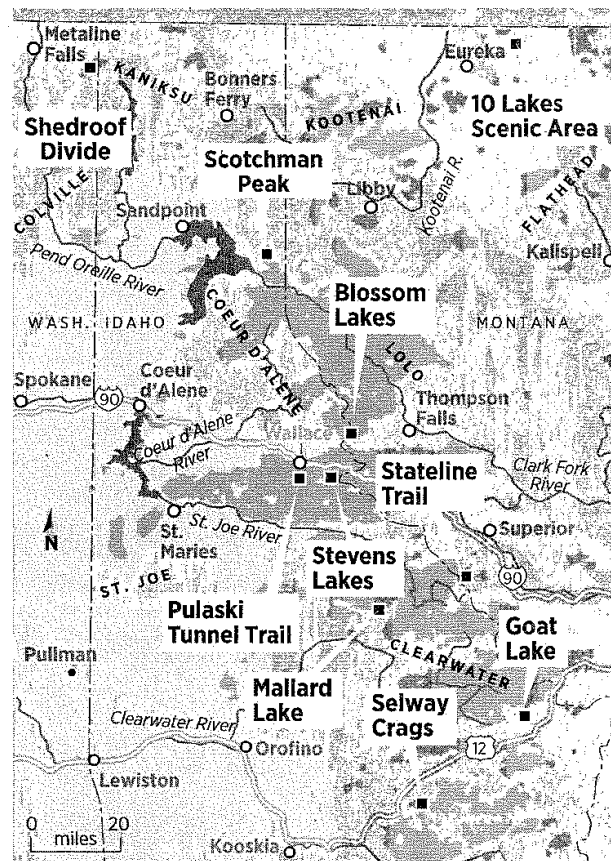 Metaline
Falls
KANIKSU
Bonners
Ferry
Eureka
KOOTENAI
10 Lakes
Scenic Area
Shedroof
Divide
Scotchman
Peak
COLVILLE
Libby
Kootenai R.
FLATHEAD
Sandpoint
Kalispell
Pend Oreille
River
Blossom
Lakes
WASH.
IDAHO
MONTANA
COEUR D'ALENE
LOLO
Spokane
90
Coeur
d'Alene
Thompson
Falls
Coeur d'Alene
River
Wallace
Clark Fork
River
Stateline
Trail
N
St. Joe River
St.
Maries
Superior
Stevens
Lakes
90
ST. JOE
Pulaski
Tunnel Trail
Goat
Lake
Pullman
CLEARWATER
Mallard
Lake
Selway
Crags
Clearwater River
Orofino
12
Lewiston
0 20
miles
Kooskia